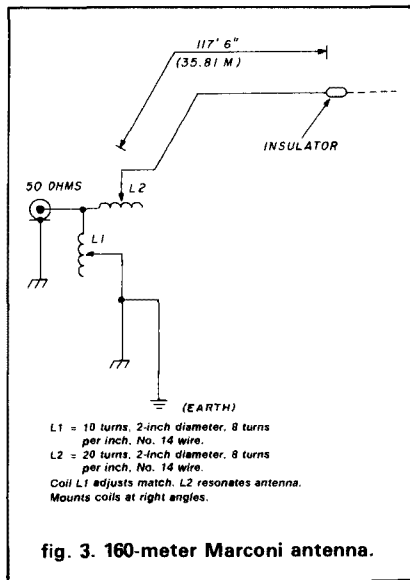 117' 6"
(35.81 M)
INSULATOR
50 OHMS
L2
L1
(EARTH)
L1 = 10 turns, 2-inch diameter, 8 turns
per inch, No. 14 wire.
L2 = 20 turns, 2-inch diameter, 8 turns
per inch, No. 14 wire.
Coil L1 adjusts match. L2 resonates antenna.
Mounts coils at right angles.
fig. 3. 160-meter Marconi antenna.